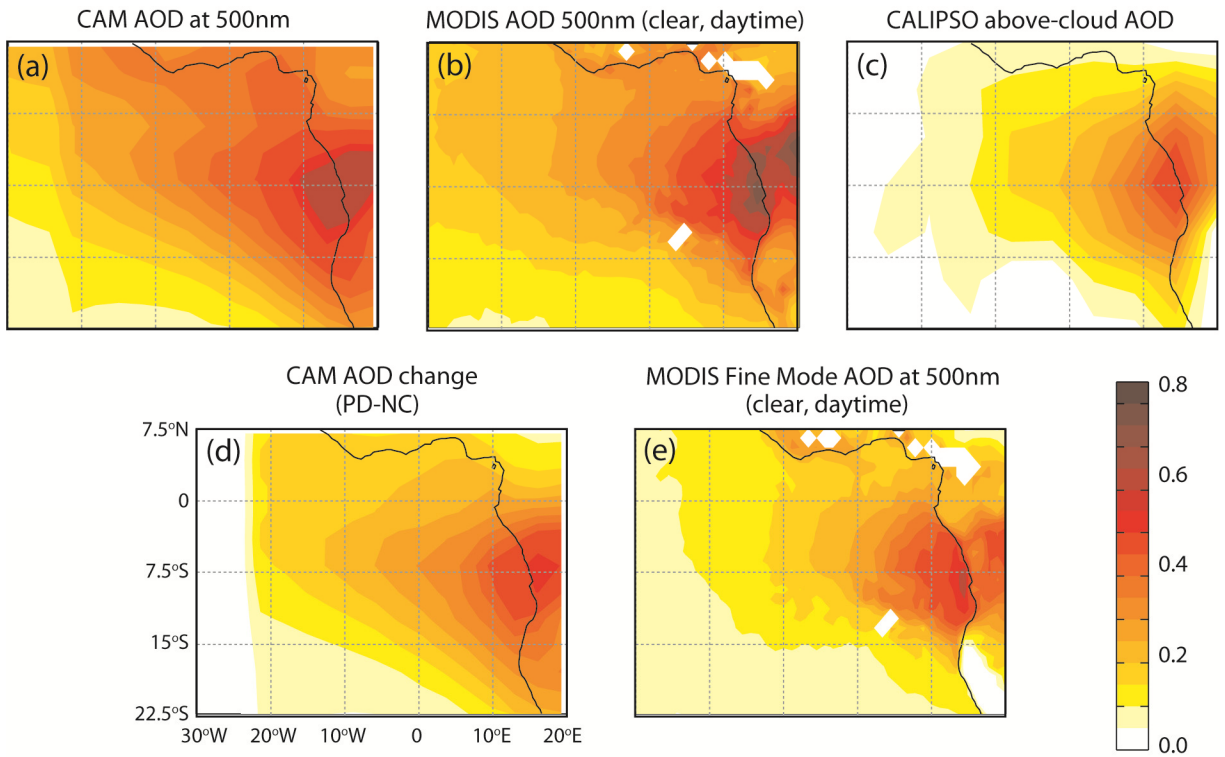 CAM AOD at 500nm
MODIS AOD 500nm (clear, daytime)
CALIPSO above-cloud AOD
(a)
(b)
(c)
CAM AOD change
(PD-NC)
MODIS Fine Mode AOD at 500nm
(clear, daytime)
(d)
(e)
7.5°N
0
7.5°S
15°S
22.5°S
30°W
20°W
10°W
0
10°E
20°E
0.8
0.6
0.4
0.2
0.0